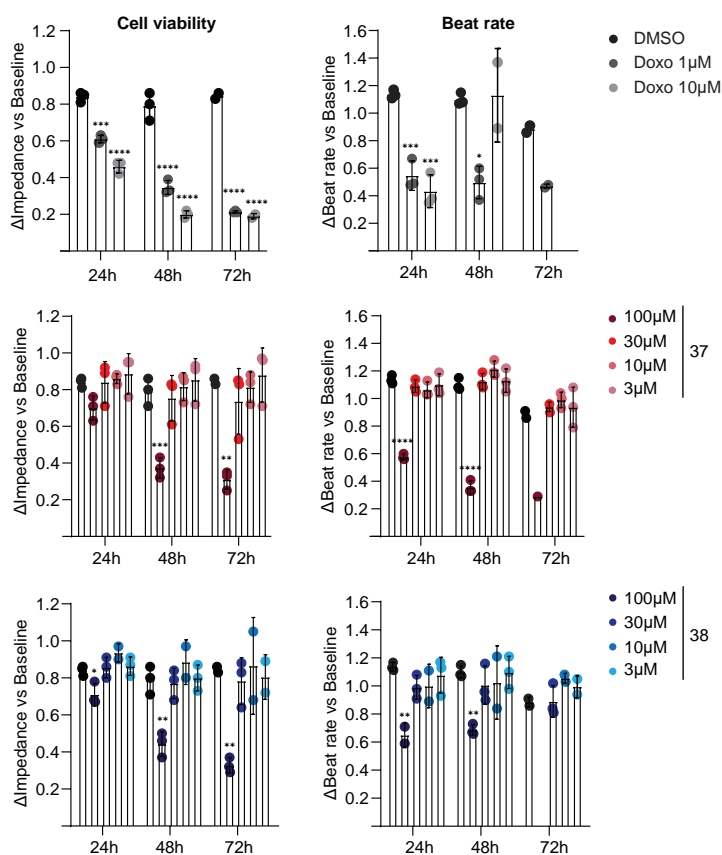 Cell viability
Beat rate
DMSO
Doxo 1µM
Doxo 10µM
ΔImpedance vs Baseline
1.0
0.8
0.6
0.4
0.2
***
****
****
****
****
****
24h
48h
72h
ΔBeat rate vs Baseline
1.6
1.4
1.2
1.0
0.8
0.6
0.4
0.2
***
***
*
24h
48h
72h
ΔImpedance vs Baseline
1.2
1.0
0.8
0.6
0.4
0.2
***
**
24h
48h
72h
ΔBeat rate vs Baseline
1.6
1.4
1.2
1.0
0.8
0.6
0.4
0.2
****
****
24h
48h
72h
100µM
30µM
10µM
3µM
37
ΔImpedance vs Baseline
1.2
1.0
0.8
0.6
0.4
0.2
*
**
**
24h
48h
72h
ΔBeat rate vs Baseline
1.6
1.4
1.2
1.0
0.8
0.6
0.4
0.2
**
**
24h
48h
72h
100µM
30µM
10µM
3µM
38